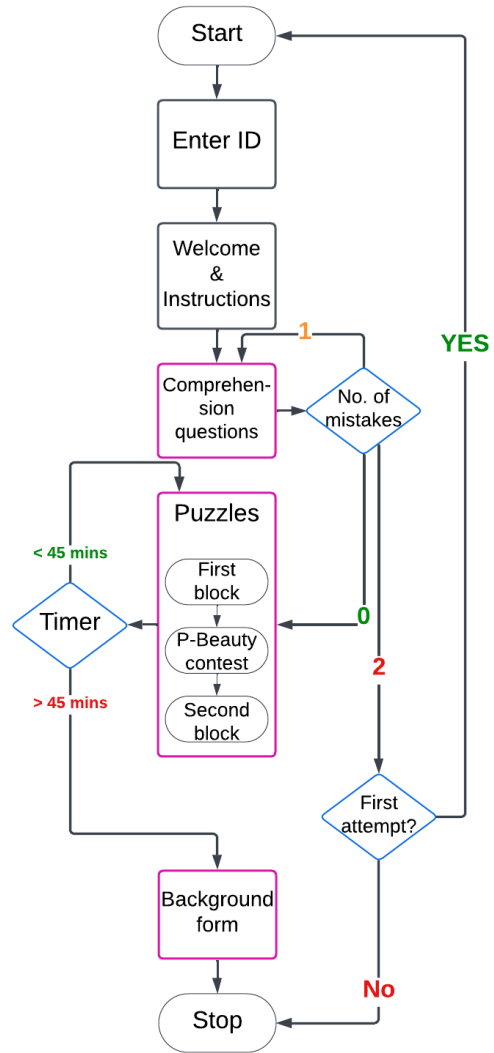 Start
Enter ID
Welcome
&
Instructions
1
YES
Comprehen-
sion
questions
No. of
mistakes
Puzzles
< 45 mins
First
block
Timer
0
P-Beauty
contest
2
> 45 mins
Second
block
First
attempt?
Background
form
No
Stop